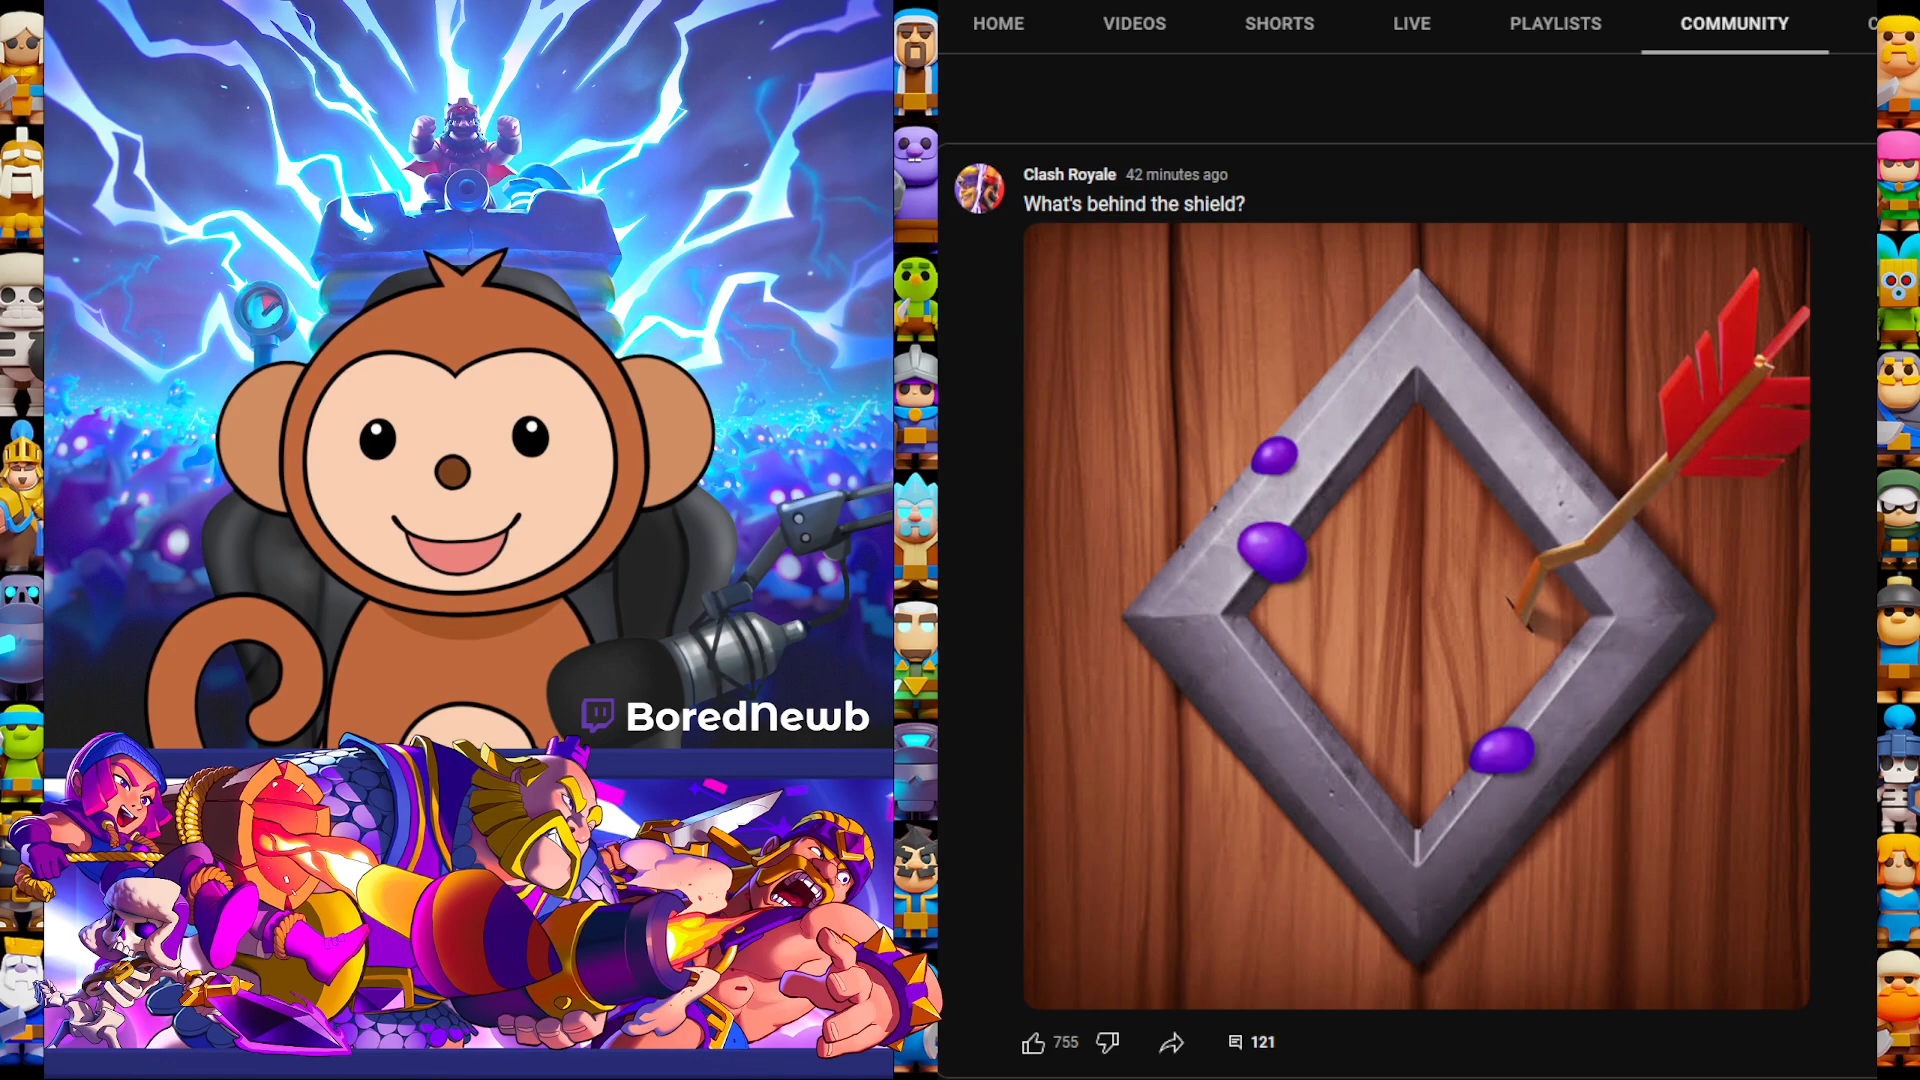 HOME VIDEOS SHORTS LIVE PLAYLISTS COMMUNITY C
Clash Royale 42 minutes ago
What's behind the shield?
BoredNewb
755 121